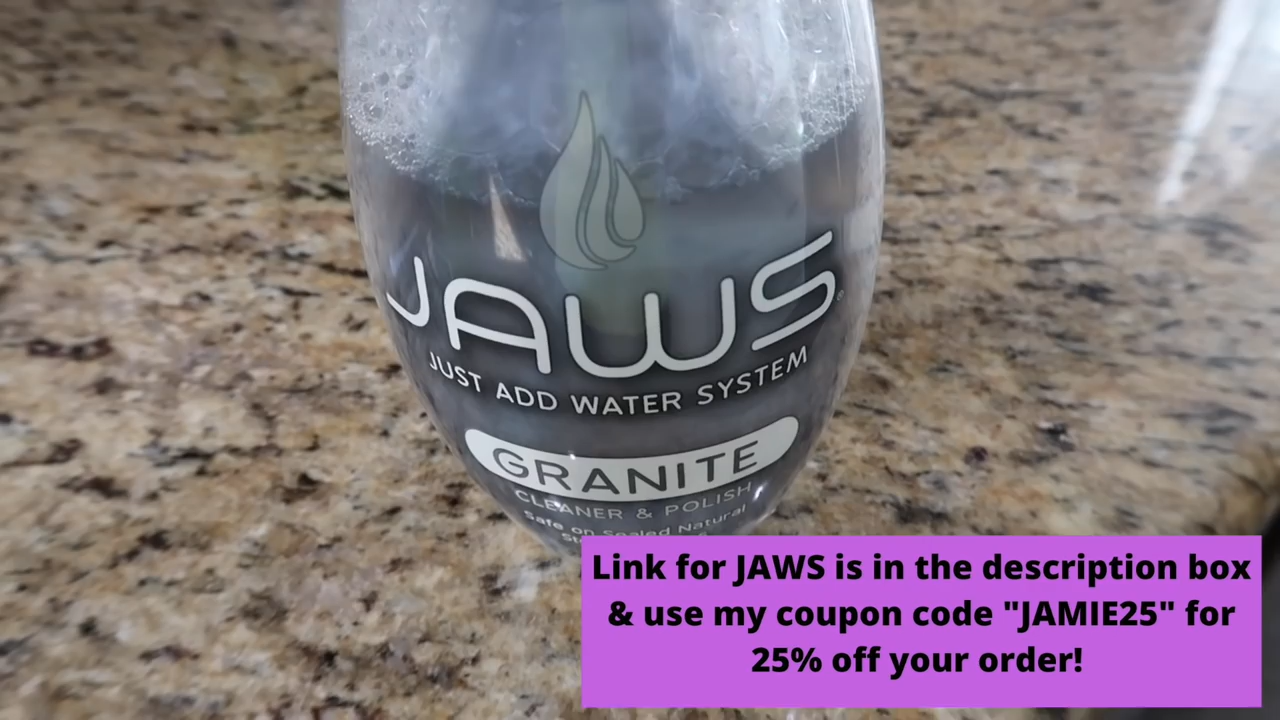 JAWS®
JUST ADD WATER SYSTEM
GRANITE
CLEANER & POLISH
Safe on Sealed Natural
Link for JAWS is in the description box
& use my coupon code "JAMIE25" for
25% off your order!